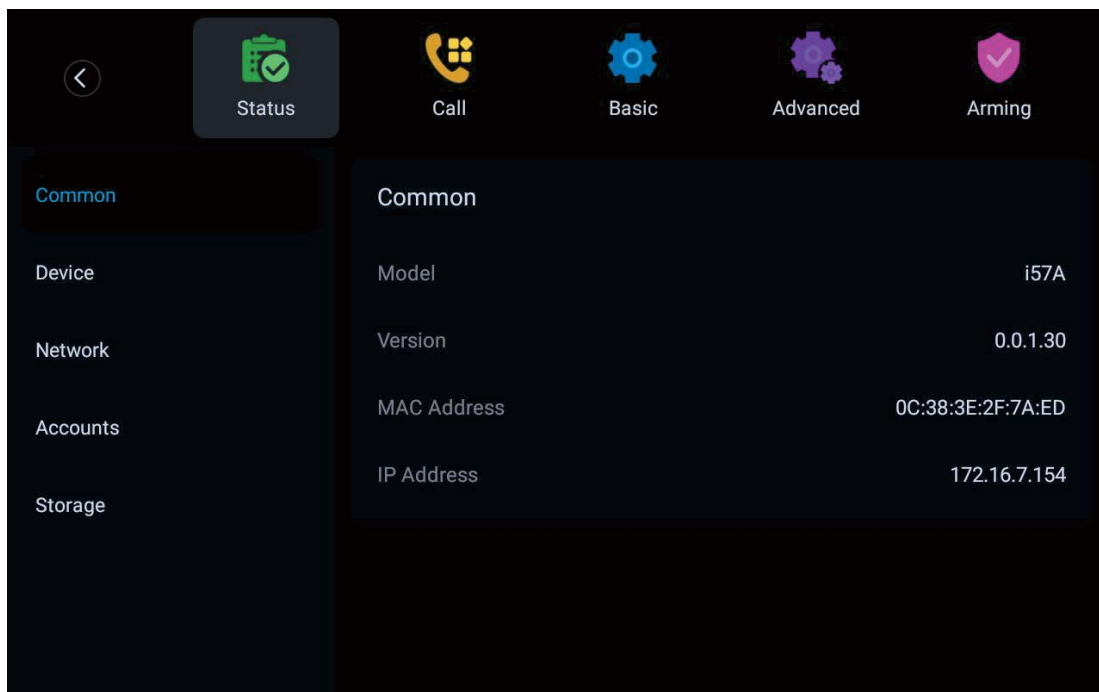 Status
Call
Basic
Advanced
Arming
Common
Device
Network
Accounts
Storage
Common
Model i57A
Version 0.0.1.30
MAC Address 0C:38:3E:2F:7A:ED
IP Address 172.16.7.154